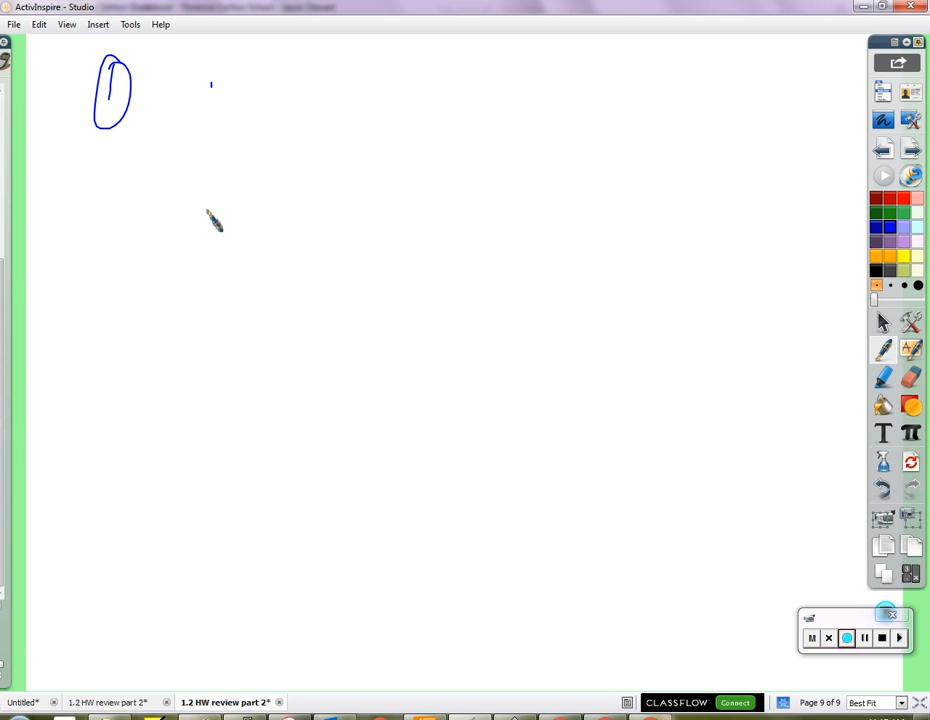 ActivInspire - Studio
File Edit View Insert Tools Help
1
M
Untitled* 1.2 HW review part 2* 1.2 HW review part 2* CLASSFLOW Connect Page 9 of 9 Best Fit